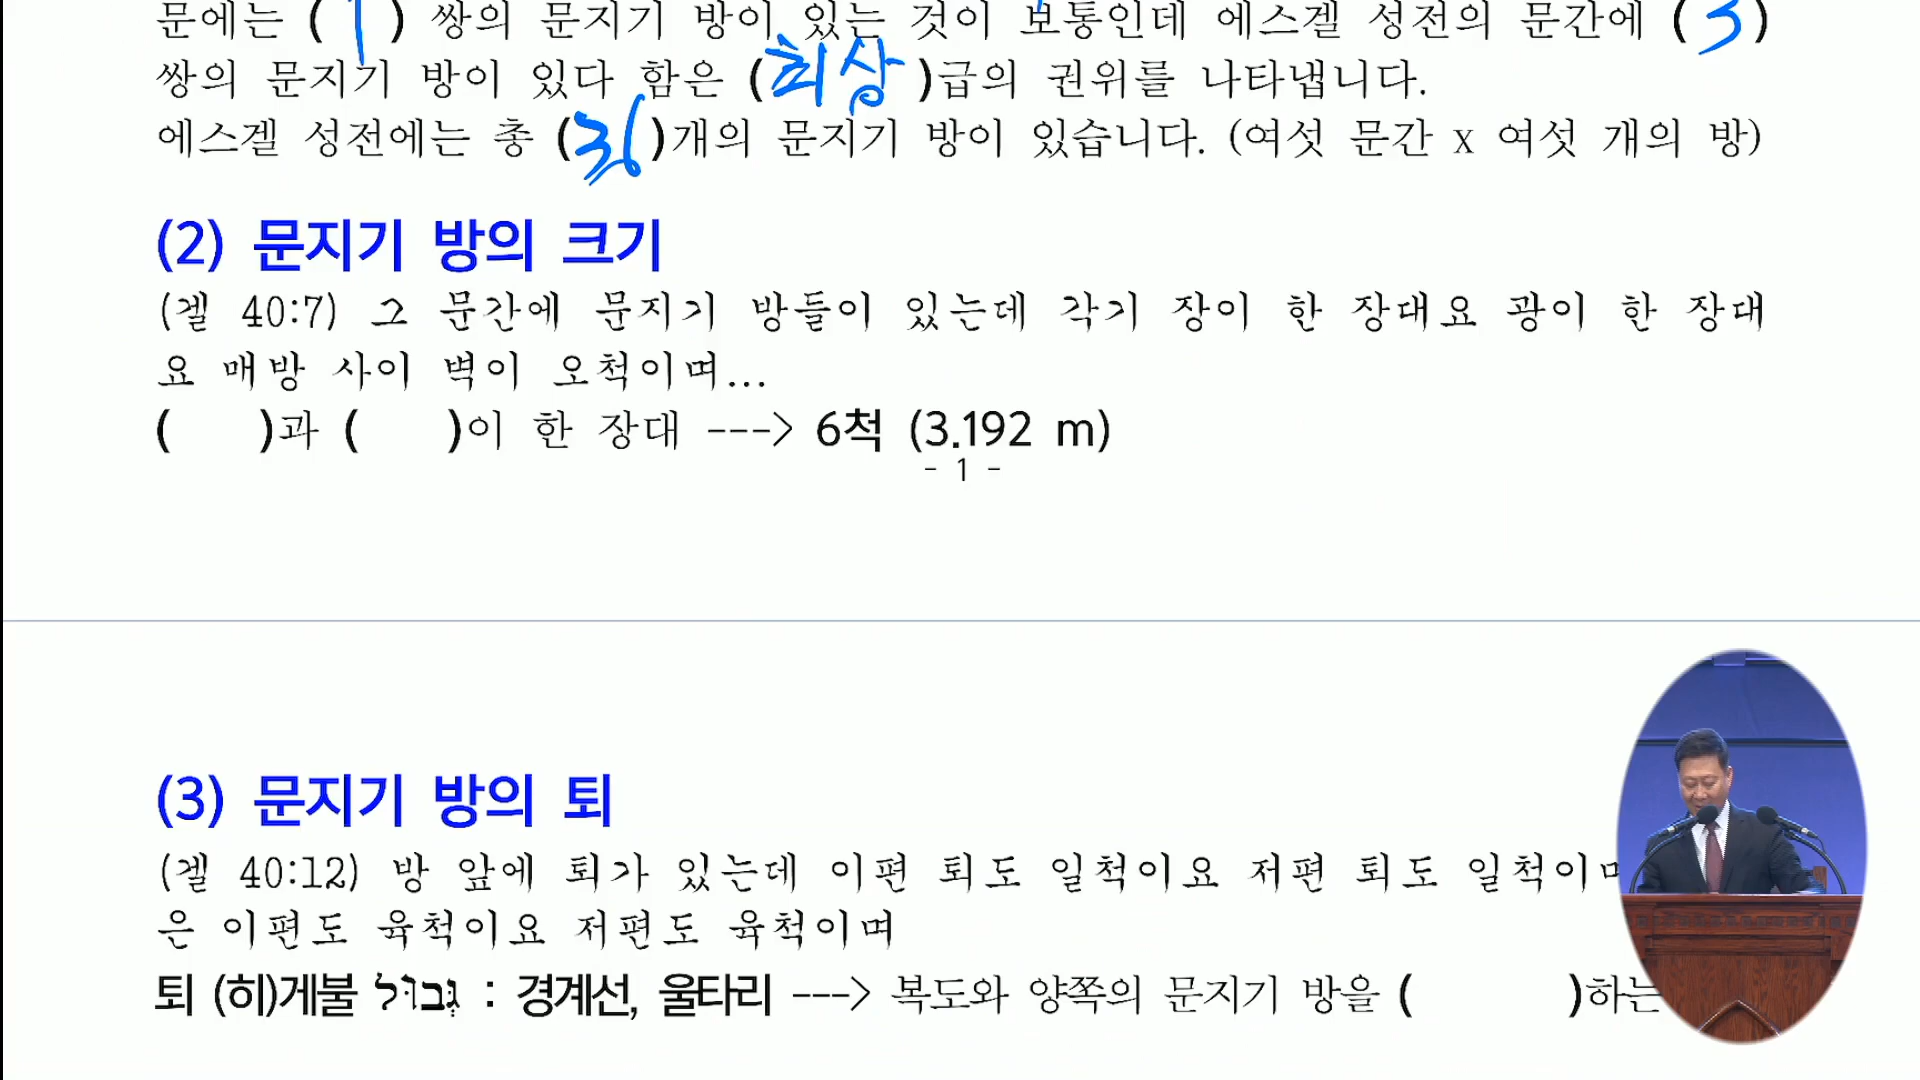 문에는 ( 1 ) 쌍의 문지기 방이 있는 것이 보통인데 에스겔 성전의 문간에 ( 3 )
쌍의 문지기 방이 있다 함은 (최상)급의 권위를 나타냅니다.
에스겔 성전에는 총 (36)개의 문지기 방이 있습니다. (여섯 문간 x 여섯 개의 방)
(2) 문지기 방의 크기
(겔 40:7) 그 문간에 문지기 방들이 있는데 각기 장이 한 장대요 광이 한 장대
요 매방 사이 벽이 오척이며...
(    )과 (    )이 한 장대 ---> 6척 (3.192 m)
- 1 -
(3) 문지기 방의 퇴
(겔 40:12) 방 앞에 퇴가 있는데 이편 퇴도 일척이요 저편 퇴도 일척이며
은 이편도 육척이요 저편도 육척이며
퇴 (히)게불 גְּבוּל : 경계선, 울타리 ---> 복도와 양쪽의 문지기 방을 (       )하는